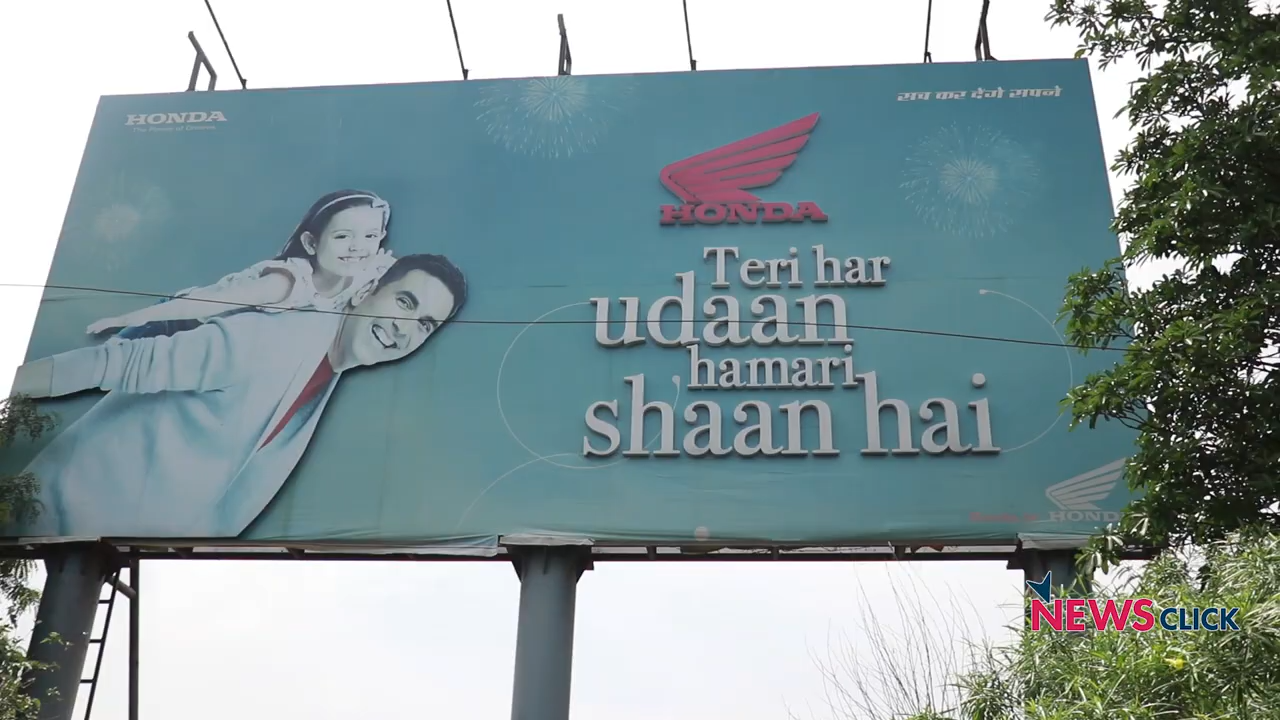 HONDA
The Power of Dreams
सच कर देंगे सपने
HONDA
Teri har
udaan
hamari
shaan hai
HONDA
NEWSCLICK